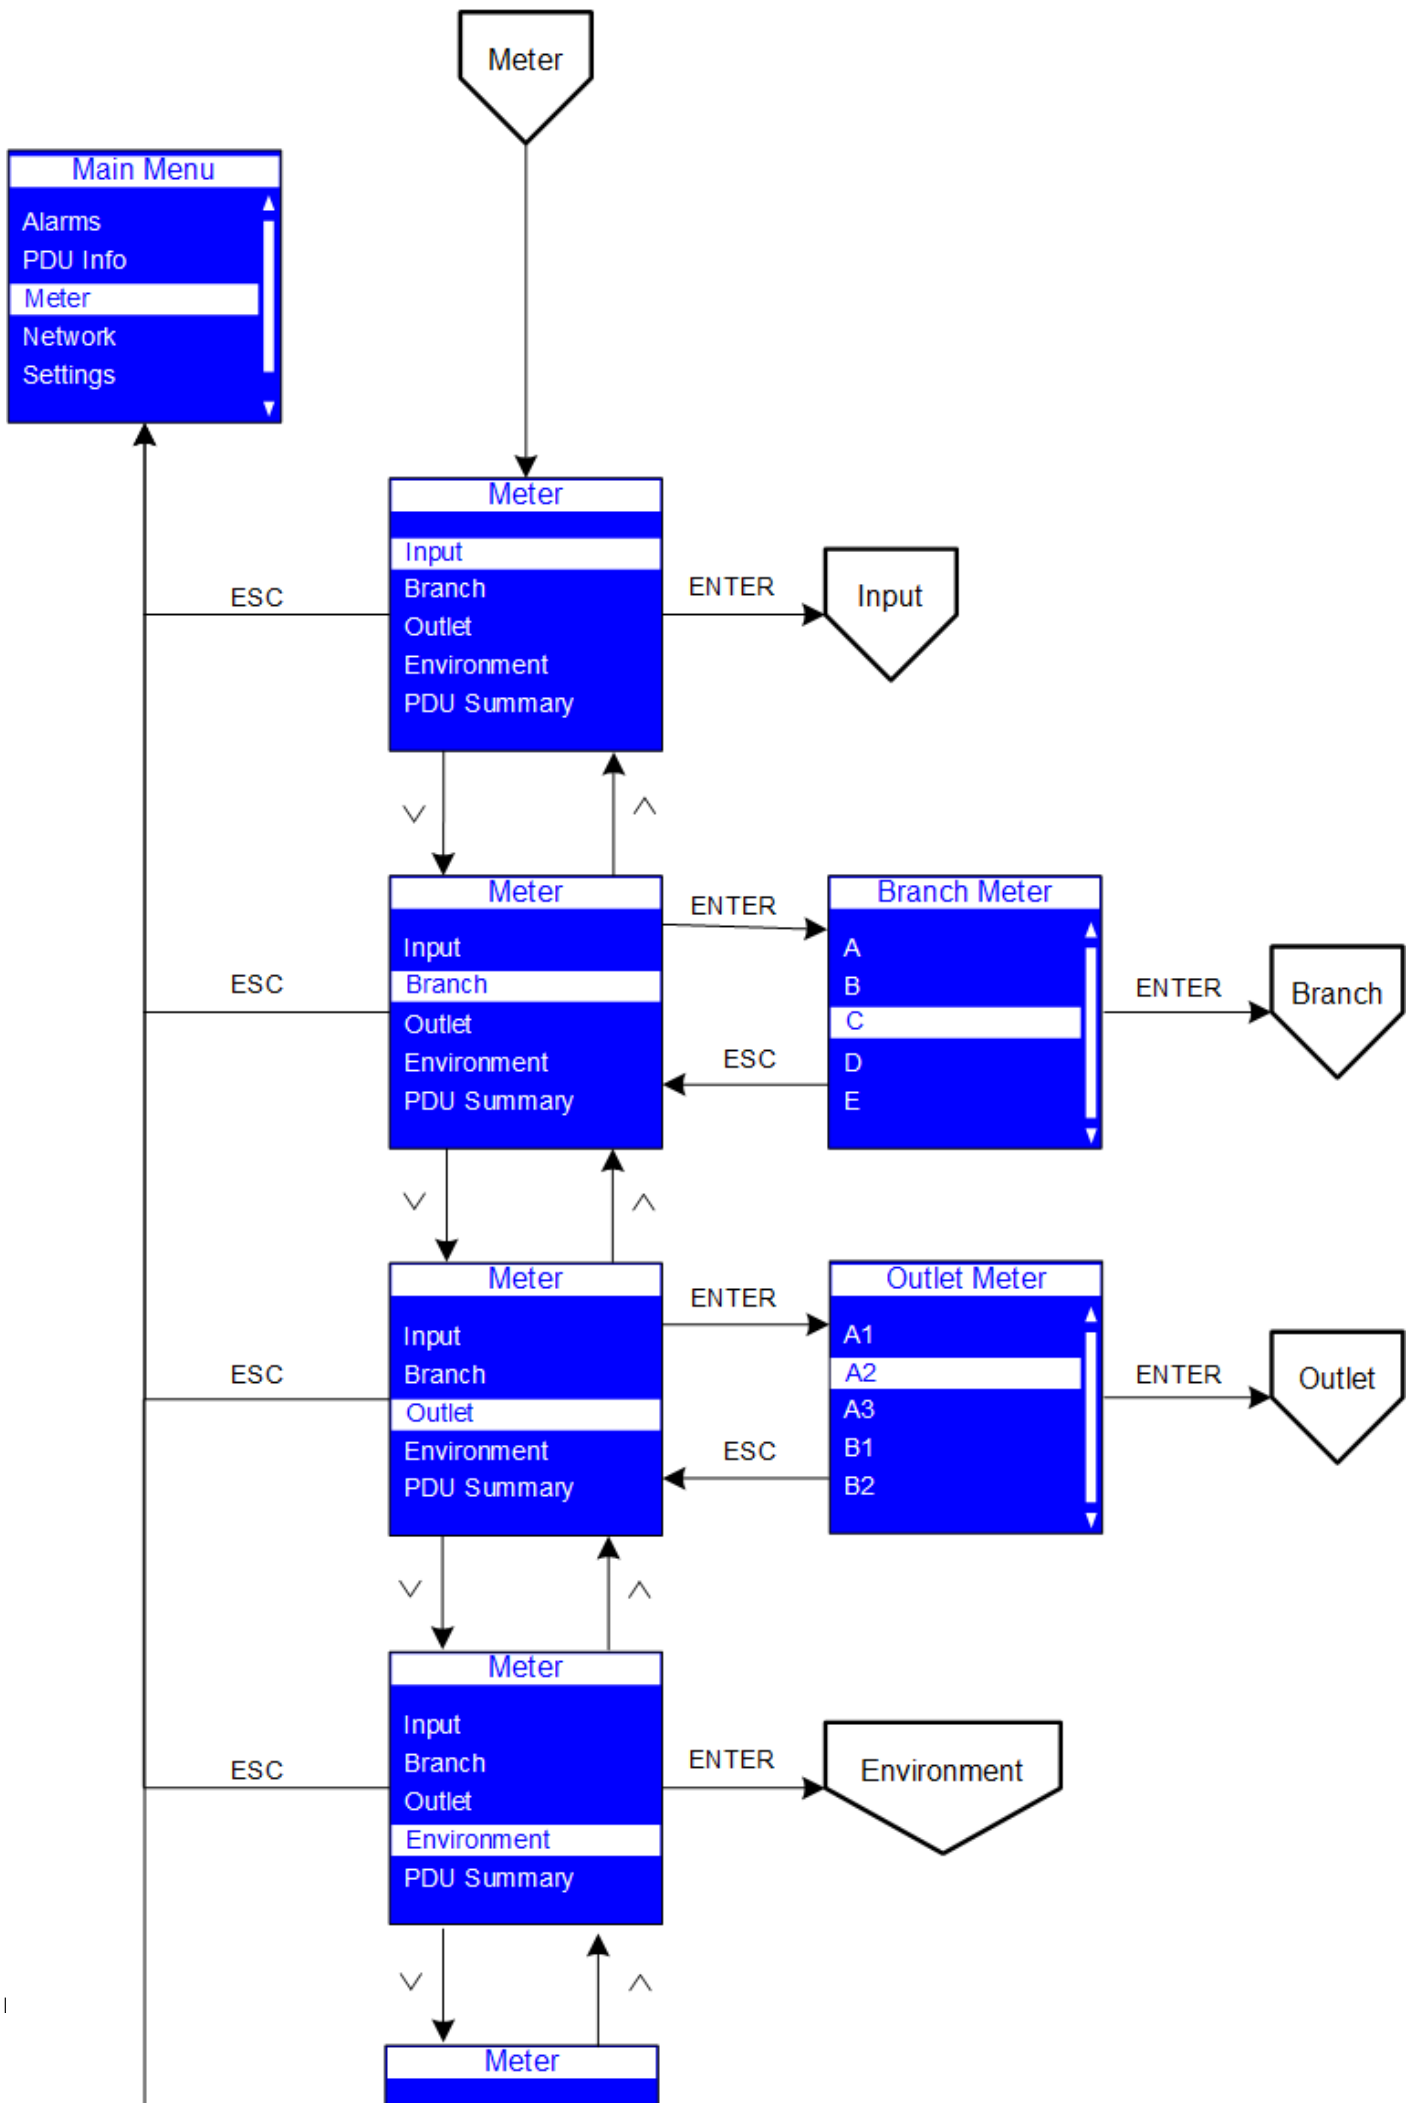 Meter
Main Menu
Alarms
PDU Info
Meter
Network
Settings
Meter
Input
Branch
Outlet
Environment
PDU Summary
ESC
ENTER
Input
Meter
Input
Branch
Outlet
Environment
PDU Summary
ESC
ENTER
ESC
Branch Meter
A
B
C
D
E
ENTER
Branch
Meter
Input
Branch
Outlet
Environment
PDU Summary
ESC
ENTER
ESC
Outlet Meter
A1
A2
A3
B1
B2
ENTER
Outlet
Meter
Input
Branch
Outlet
Environment
PDU Summary
ESC
ENTER
Environment
Meter